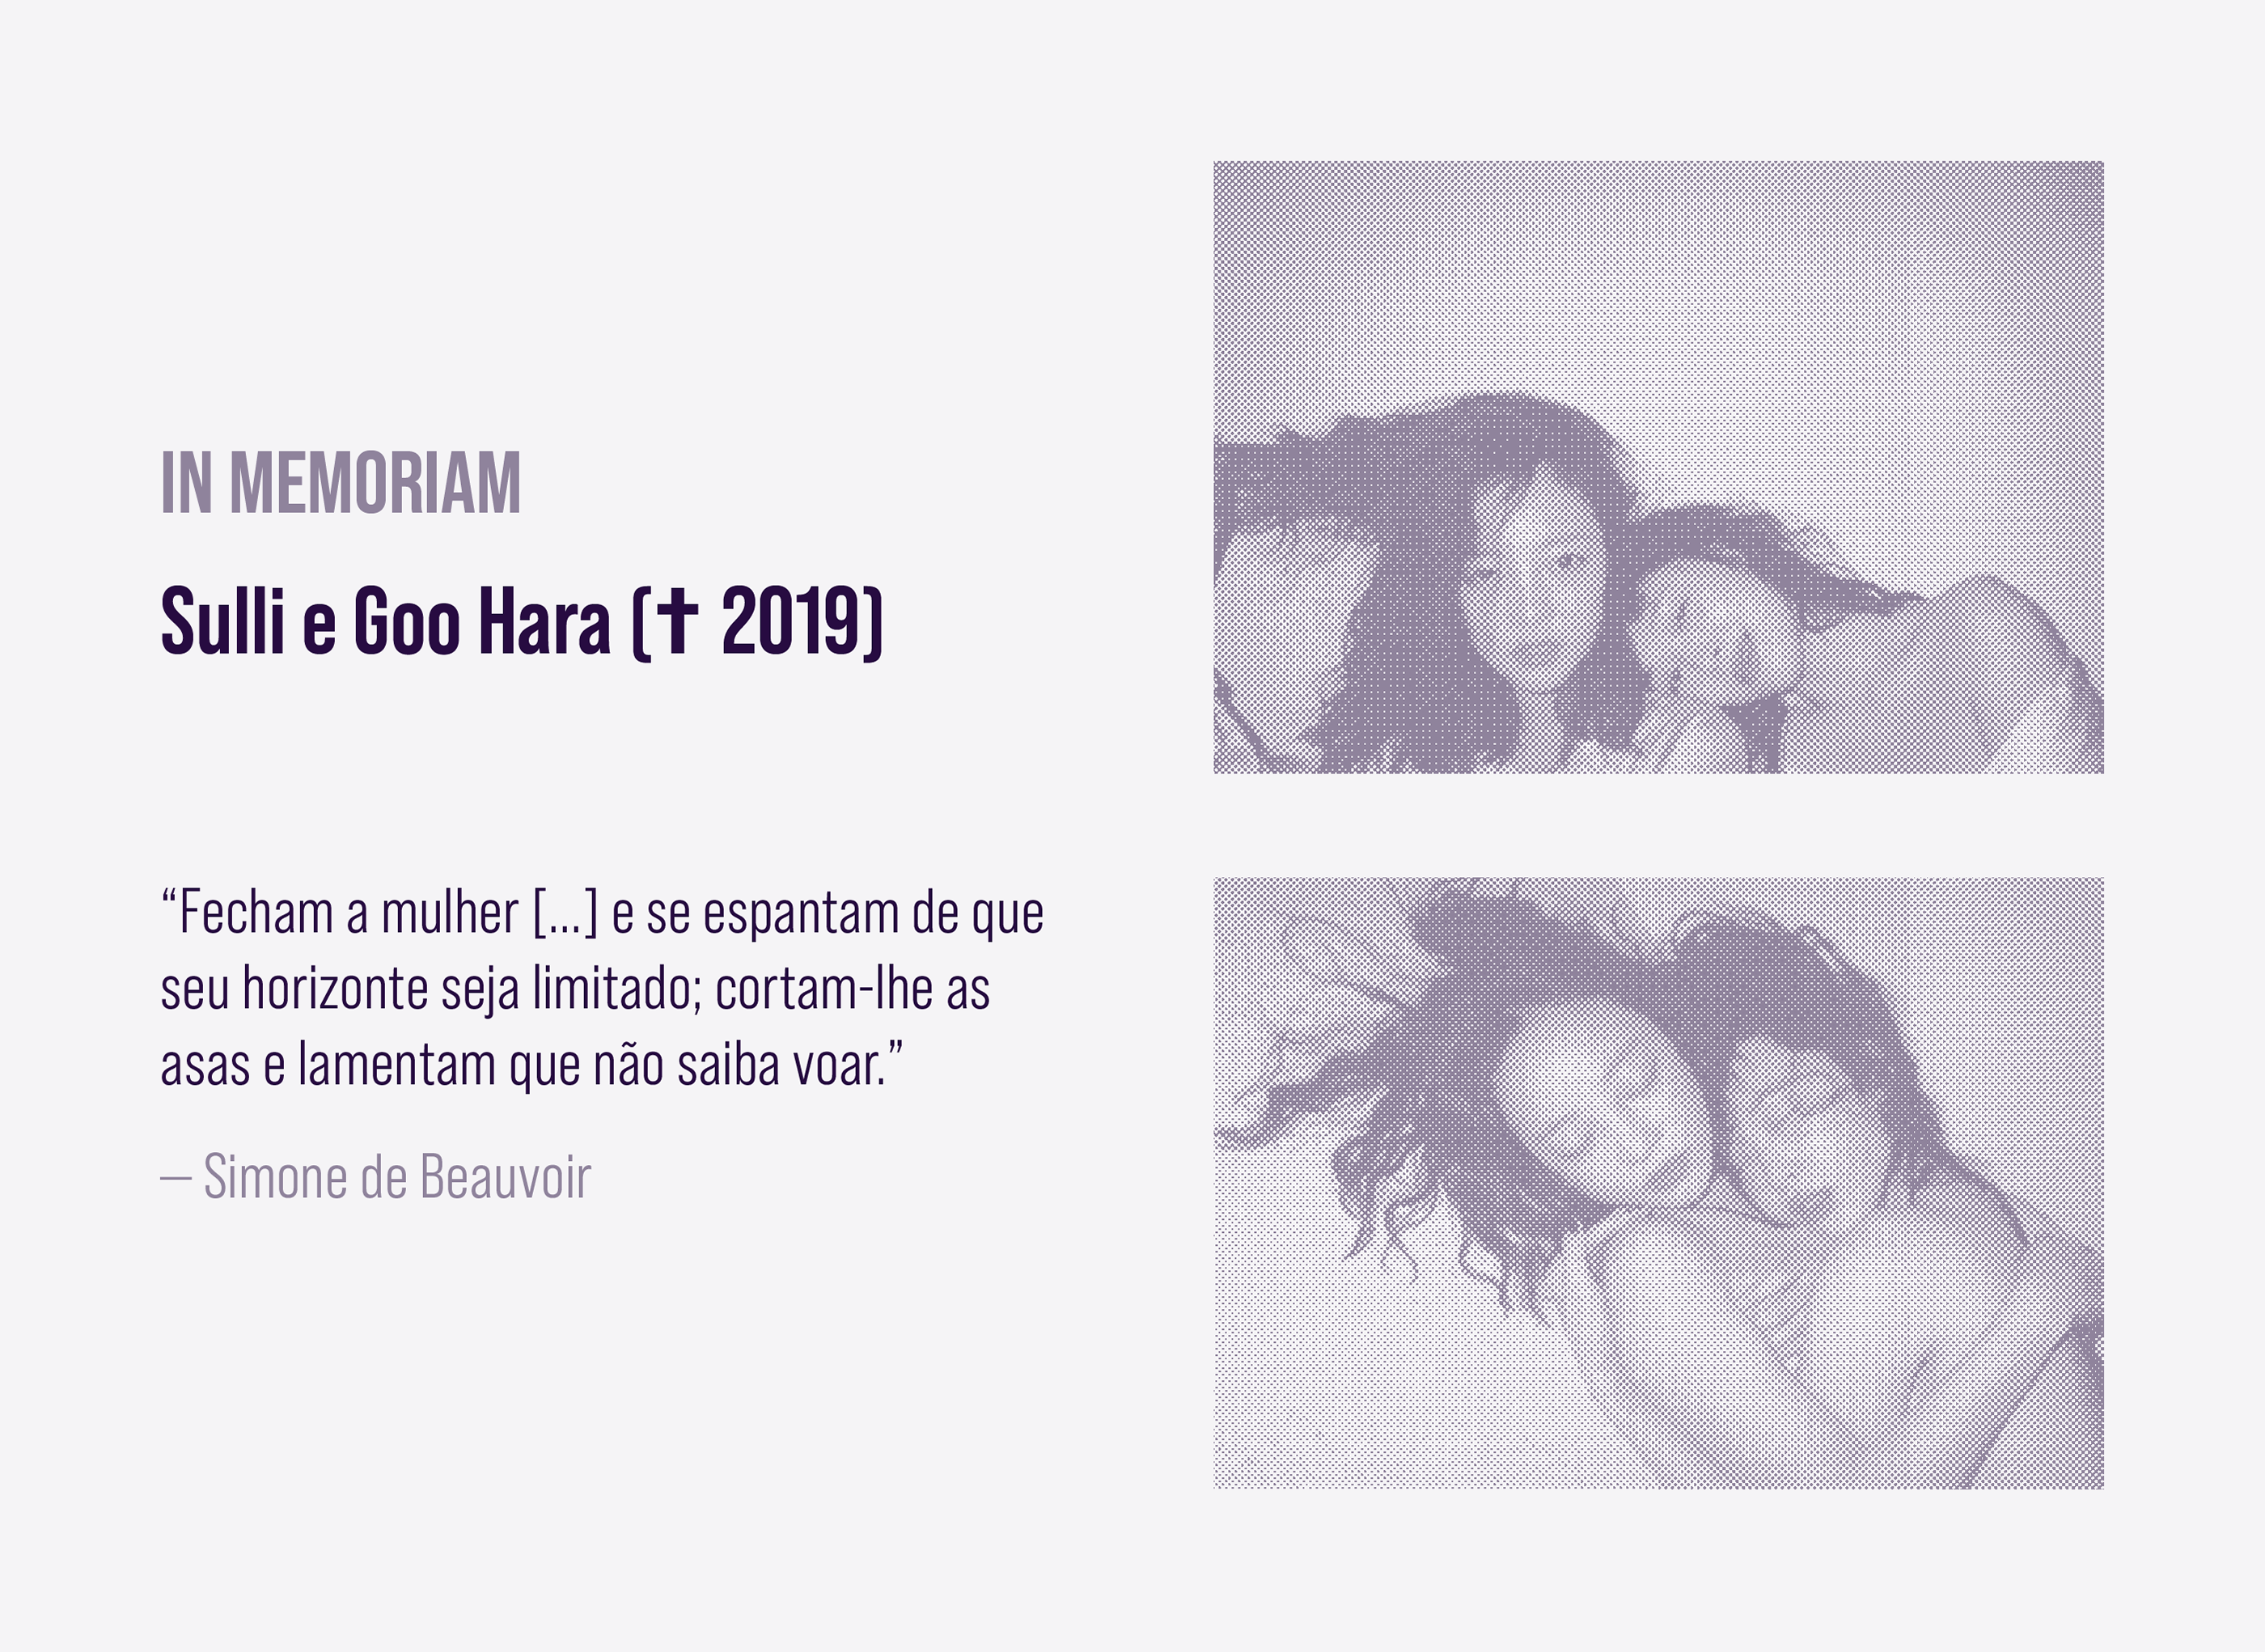 IN MEMORIAM
Sulli e Goo Hara († 2019)
“Fecham a mulher [...] e se espantam de que
seu horizonte seja limitado; cortam-lhe as
asas e lamentam que não saiba voar.”
— Simone de Beauvoir